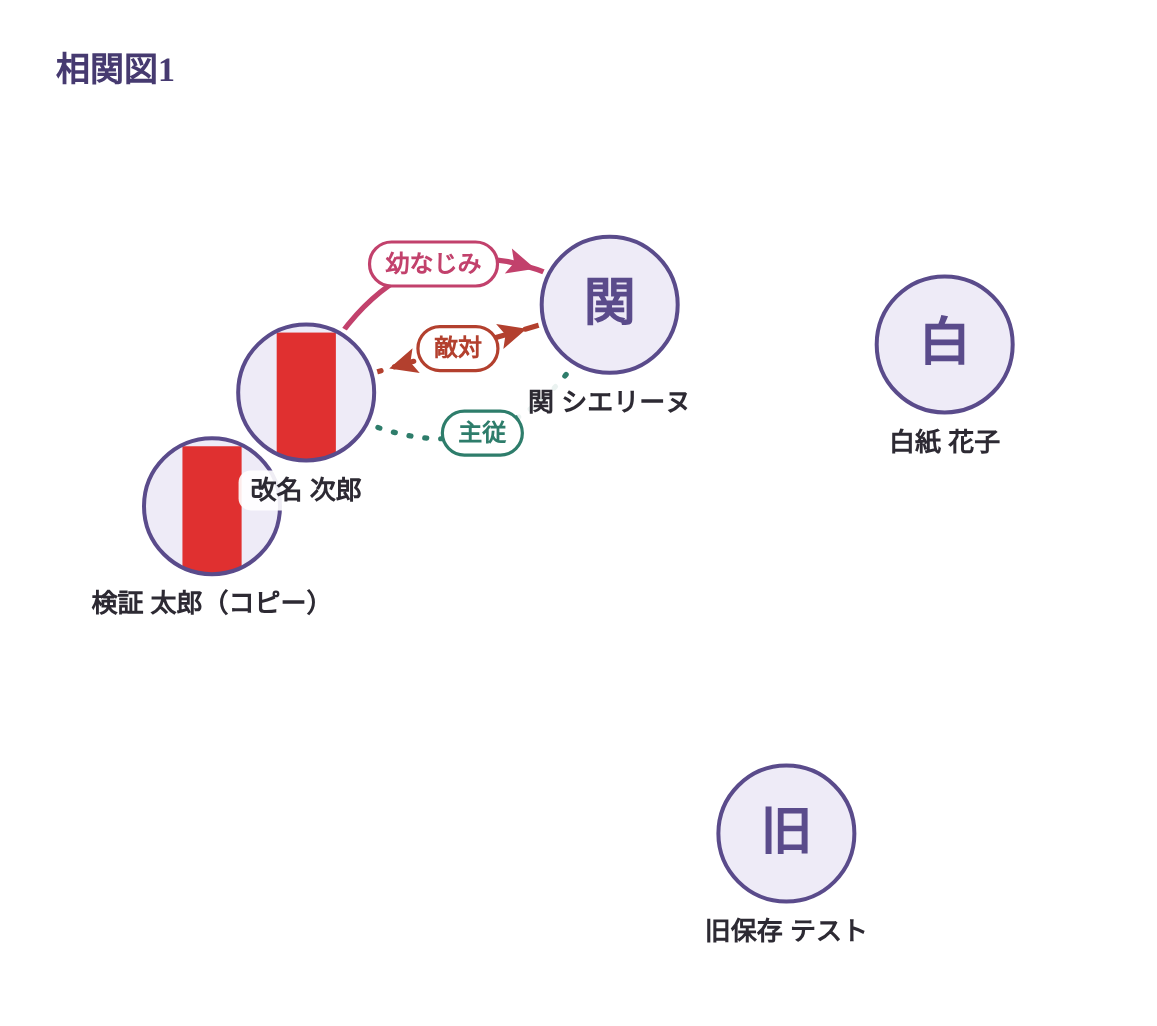 相関図1
幼なじみ
関
敵対
関 シエリーヌ
主従
白
白紙 花子
改名 次郎
検証 太郎（コピー）
旧
旧保存 テスト